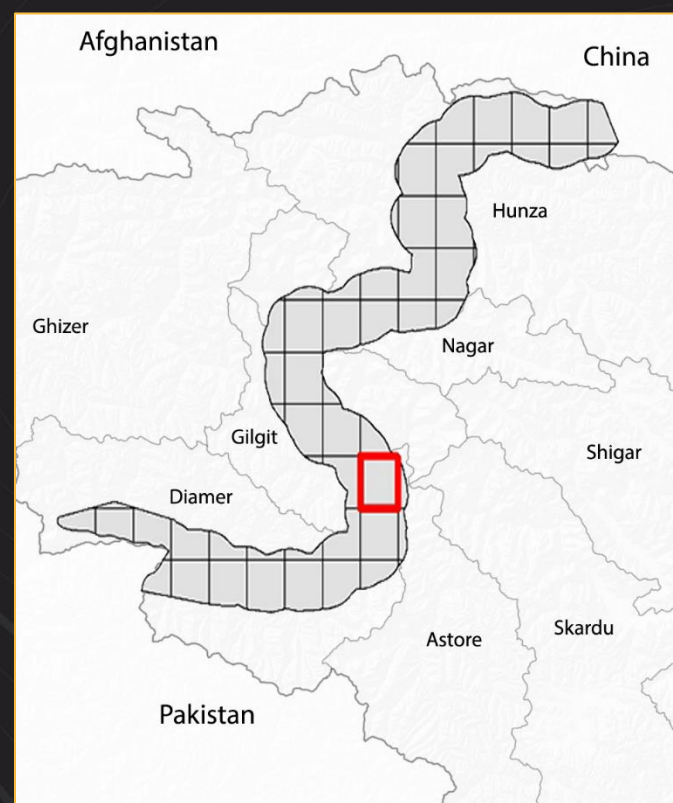 Afghanistan
China
Hunza
Ghizer
Nagar
Gilgit
Shigar
Diamer
Skardu
Astore
Pakistan